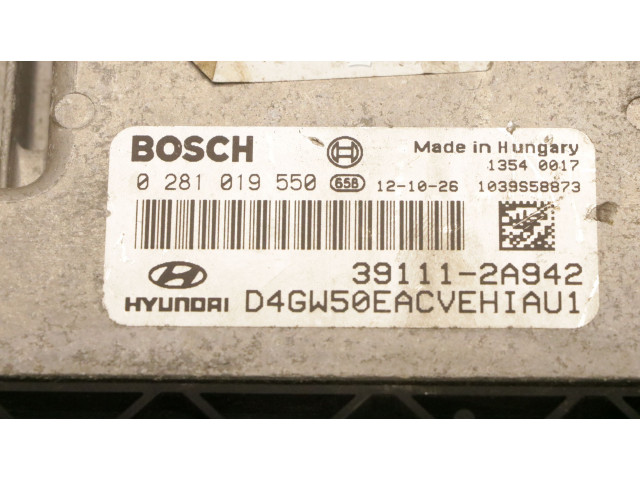 BOSCH
Made in Hungary
1354 0017
0 281 019 550 658 12-10-26 1039S58873
39111-2A942
HYUNDAI D4GW50EACVEHIAU1